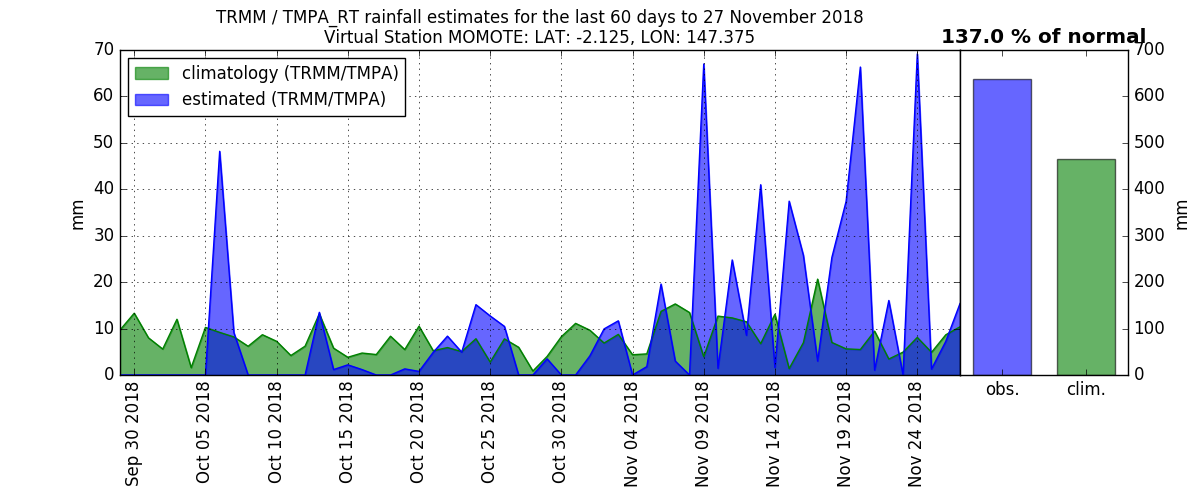 TRMM / TMPA_RT rainfall estimates for the last 60 days to 27 November 2018
Virtual Station MOMOTE: LAT: -2.125, LON: 147.375
137.0 % of normal
climatology (TRMM/TMPA)
estimated (TRMM/TMPA)
70
60
50
40
30
20
10
0
mm
Sep 30 2018
Oct 05 2018
Oct 10 2018
Oct 15 2018
Oct 20 2018
Oct 25 2018
Oct 30 2018
Nov 04 2018
Nov 09 2018
Nov 14 2018
Nov 19 2018
Nov 24 2018
700
600
500
400
300
200
100
0
mm
obs.
clim.